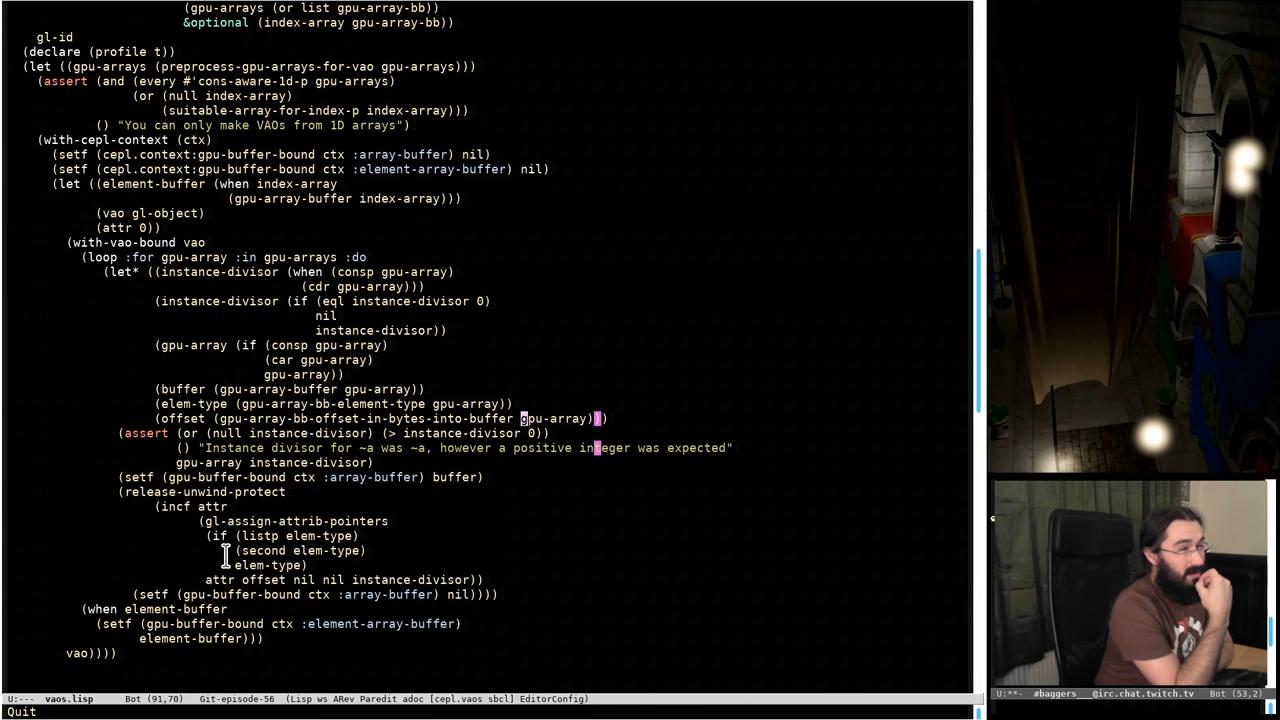 (gpu-arrays (or list gpu-array-bb))
&optional (index-array gpu-array-bb))
gl-id
(declare (profile t))
(let ((gpu-arrays (preprocess-gpu-arrays-for-vao gpu-arrays)))
(assert (and (every #'cons-aware-1d-p gpu-arrays)
(or (null index-array)
(suitable-array-for-index-p index-array)))
() "You can only make VAOs from 1D arrays")
(with-cepl-context (ctx)
(setf (cepl.context:gpu-buffer-bound ctx :array-buffer) nil)
(setf (cepl.context:gpu-buffer-bound ctx :element-array-buffer) nil)
(let ((element-buffer (when index-array
(gpu-array-buffer index-array)))
(vao gl-object)
(attr 0))
(with-vao-bound vao
(loop :for gpu-array :in gpu-arrays :do
(let* ((instance-divisor (when (consp gpu-array)
(cdr gpu-array)))
(instance-divisor (if (eql instance-divisor 0)
nil
instance-divisor))
(gpu-array (if (consp gpu-array)
(car gpu-array)
gpu-array))
(buffer (gpu-array-buffer gpu-array))
(elem-type (gpu-array-bb-element-type gpu-array))
(offset (gpu-array-bb-offset-in-bytes-into-buffer gpu-array)))
(assert (or (null instance-divisor) (> instance-divisor 0))
() "Instance divisor for ~a was ~a, however a positive integer was expected"
gpu-array instance-divisor)
(setf (gpu-buffer-bound ctx :array-buffer) buffer)
(release-unwind-protect
(incf attr
(gl-assign-attrib-pointers
(if (listp elem-type)
(second elem-type)
elem-type)
attr offset nil nil instance-divisor))
(setf (gpu-buffer-bound ctx :array-buffer) nil))))
(when element-buffer
(setf (gpu-buffer-bound ctx :element-array-buffer)
element-buffer)))
vao))))
U:--- vaos.lisp Bot (91,70) Git-episode-56 (Lisp ws ARev Paredit adoc [cepl.vaos sbcl] EditorConfig)
U:**- #baggers__@irc.chat.twitch.tv Bot (53,2)
Quit